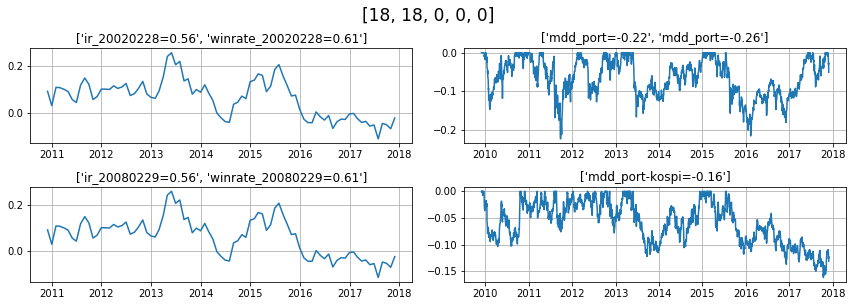 [18, 18, 0, 0, 0]
['ir_20020228=0.56', 'winrate_20020228=0.61']
0.2
0.0
2011 2012 2013 2014 2015 2016 2017 2018
['mdd_port=-0.22', 'mdd_port=-0.26']
0.0
−0.1
−0.2
2010 2011 2012 2013 2014 2015 2016 2017 2018
['ir_20080229=0.56', 'winrate_20080229=0.61']
0.2
0.0
2011 2012 2013 2014 2015 2016 2017 2018
['mdd_port-kospi=-0.16']
0.00
−0.05
−0.10
−0.15
2010 2011 2012 2013 2014 2015 2016 2017 2018